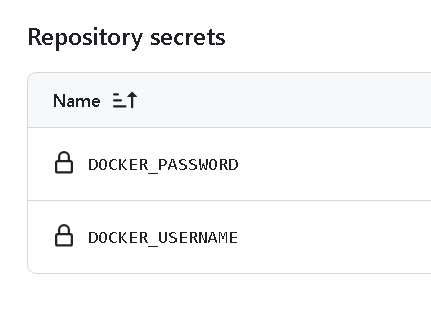 Repository secrets
Name
DOCKER_PASSWORD
DOCKER_USERNAME